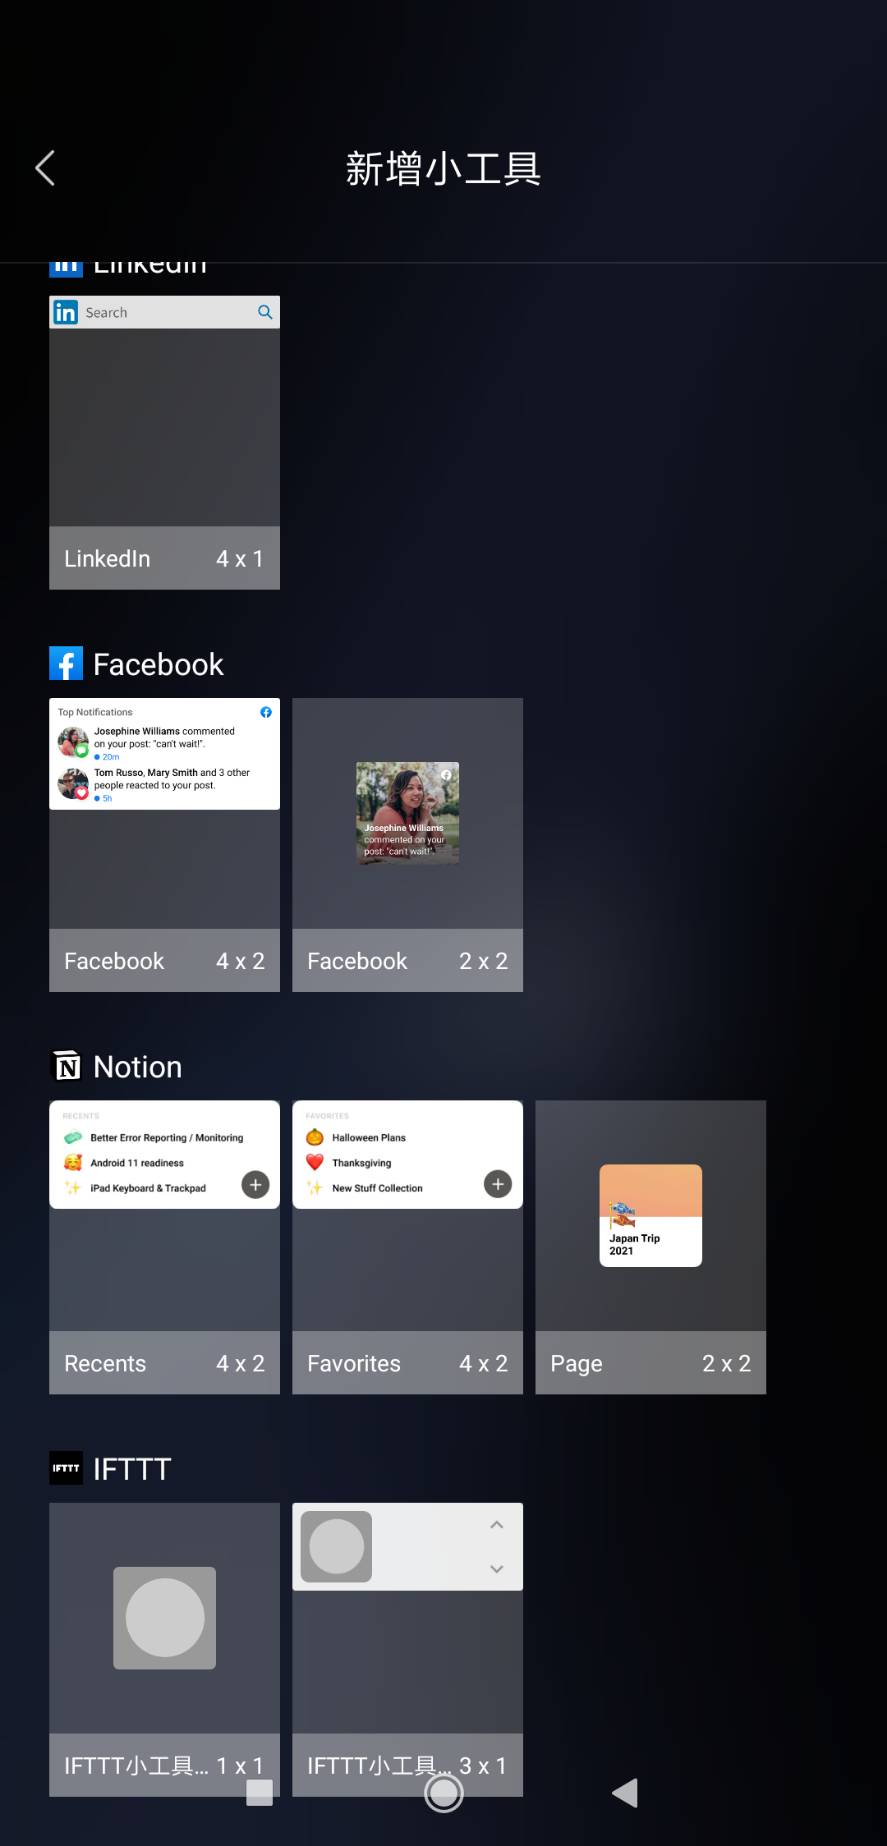 新增小工具
LinkedIn
in Search
LinkedIn 4 x 1
Facebook
Top Notifications
Josephine Williams commented
on your post: "can't wait!".
20m
Tom Russo, Mary Smith and 3 other
people reacted to your post.
5h
Josephine Williams
commented on your
post: "can't wait!".
Facebook 4 x 2
Facebook 2 x 2
Notion
RECENTS
Better Error Reporting / Monitoring
Android 11 readiness
iPad Keyboard & Trackpad
FAVORITES
Halloween Plans
Thanksgiving
New Stuff Collection
Japan Trip
2021
Recents 4 x 2
Favorites 4 x 2
Page 2 x 2
IFTTT IFTTT
IFTTT小工具... 1 x 1
IFTTT小工具... 3 x 1